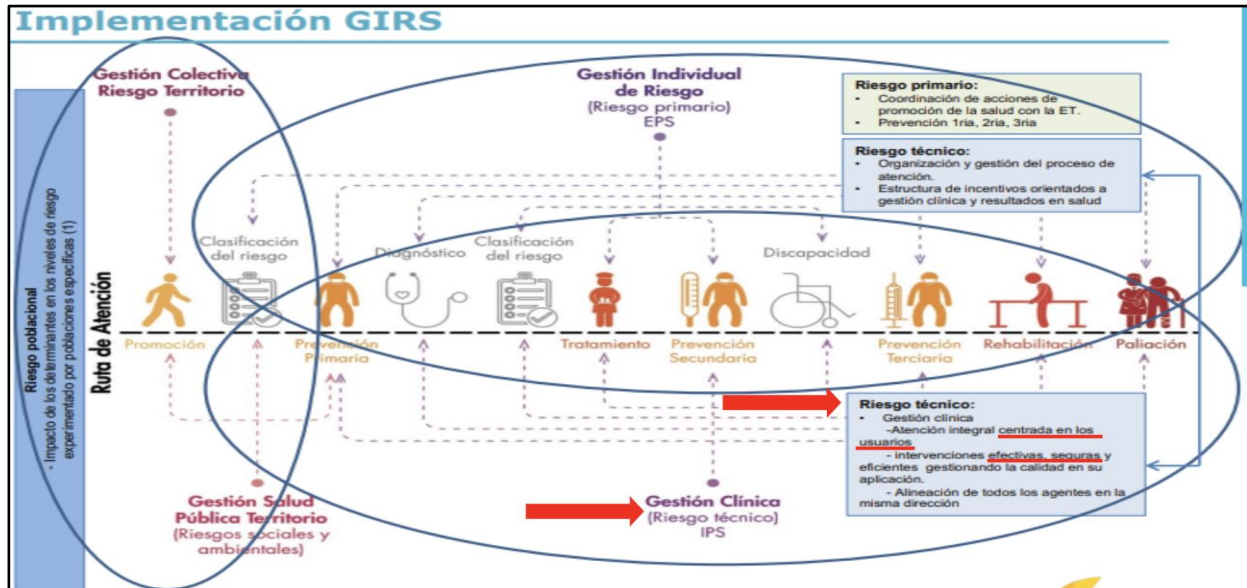 Implementación GIRS
Gestión Colectiva
Riesgo Territorio
Gestión Individual
de Riesgo
(Riesgo primario)
EPS
Riesgo primario:
• Coordinación de acciones de
promoción de la salud con la ET.
• Prevención 1ria, 2ria, 3ria
Riesgo técnico:
• Organización y gestión del proceso de
atención.
• Estructura de incentivos orientados a
gestión clínica y resultados en salud
Riesgo poblacional
- Impacto de los determinantes en los niveles de riesgo
experimentado por poblaciones específicas (1)
Ruta de Atención
Clasificación
del riesgo
Diagnóstico
Clasificación
del riesgo
Discapacidad
Promoción
Prevención
Primaria
Tratamiento
Prevención
Secundaria
Prevención
Terciaria
Rehabilitación
Paliación
Riesgo técnico:
• Gestión clínica
-Atención integral centrada en los
usuarios
- intervenciones efectivas, seguras y
eficientes gestionando la calidad en su
aplicación.
- Alineación de todos los agentes en la
misma dirección
Gestión Salud
Pública Territorio
(Riesgos sociales y
ambientales)
Gestión Clínica
(Riesgo técnico)
IPS